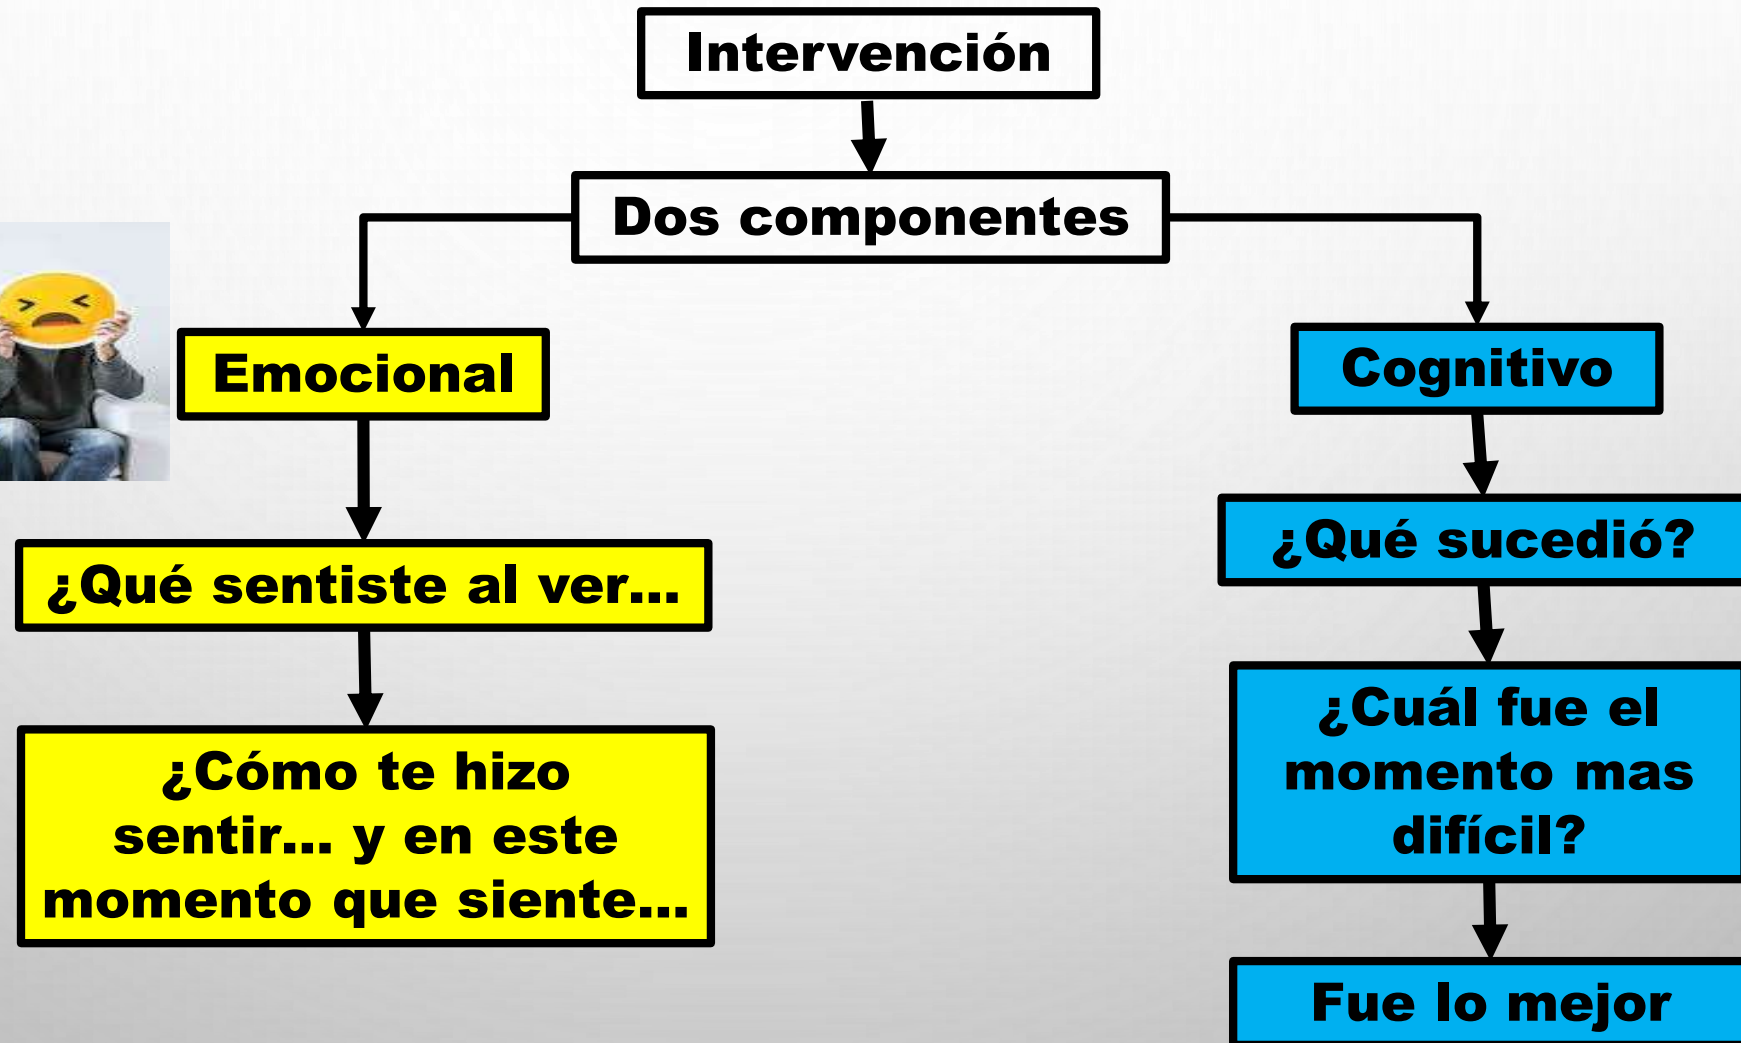 Intervención
Dos componentes
Emocional
¿Qué sentiste al ver...
¿Cómo te hizo
sentir... y en este
momento que siente...
Cognitivo
¿Qué sucedió?
¿Cuál fue el
momento mas
difícil?
Fue lo mejor